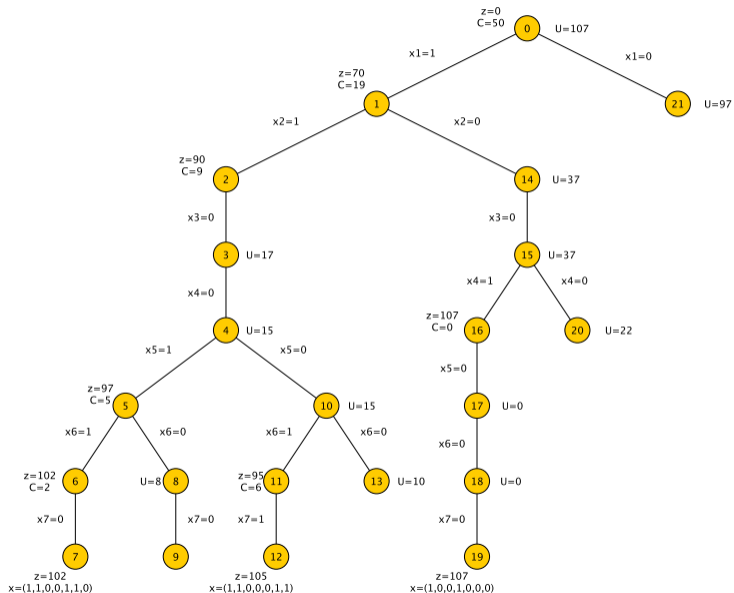 z=0
C=50
0
U=107
x1=1
x1=0
z=70
C=19
1
21
U=97
x2=1
x2=0
z=90
C=9
2
14
U=37
x3=0
x3=0
3
U=17
15
U=37
x4=0
x4=1
x4=0
z=107
C=0
4
U=15
16
20
U=22
x5=1
x5=0
x5=0
z=97
C=5
5
10
U=15
17
U=0
x6=1
x6=0
x6=1
x6=0
x6=0
z=102
C=2
6
U=8
8
z=95
C=6
11
13
U=10
18
U=0
x7=0
x7=0
x7=1
x7=0
7
9
12
19
z=102
x=(1,1,0,0,1,1,0)
z=105
x=(1,1,0,0,0,1,1)
z=107
x=(1,0,0,1,0,0,0)